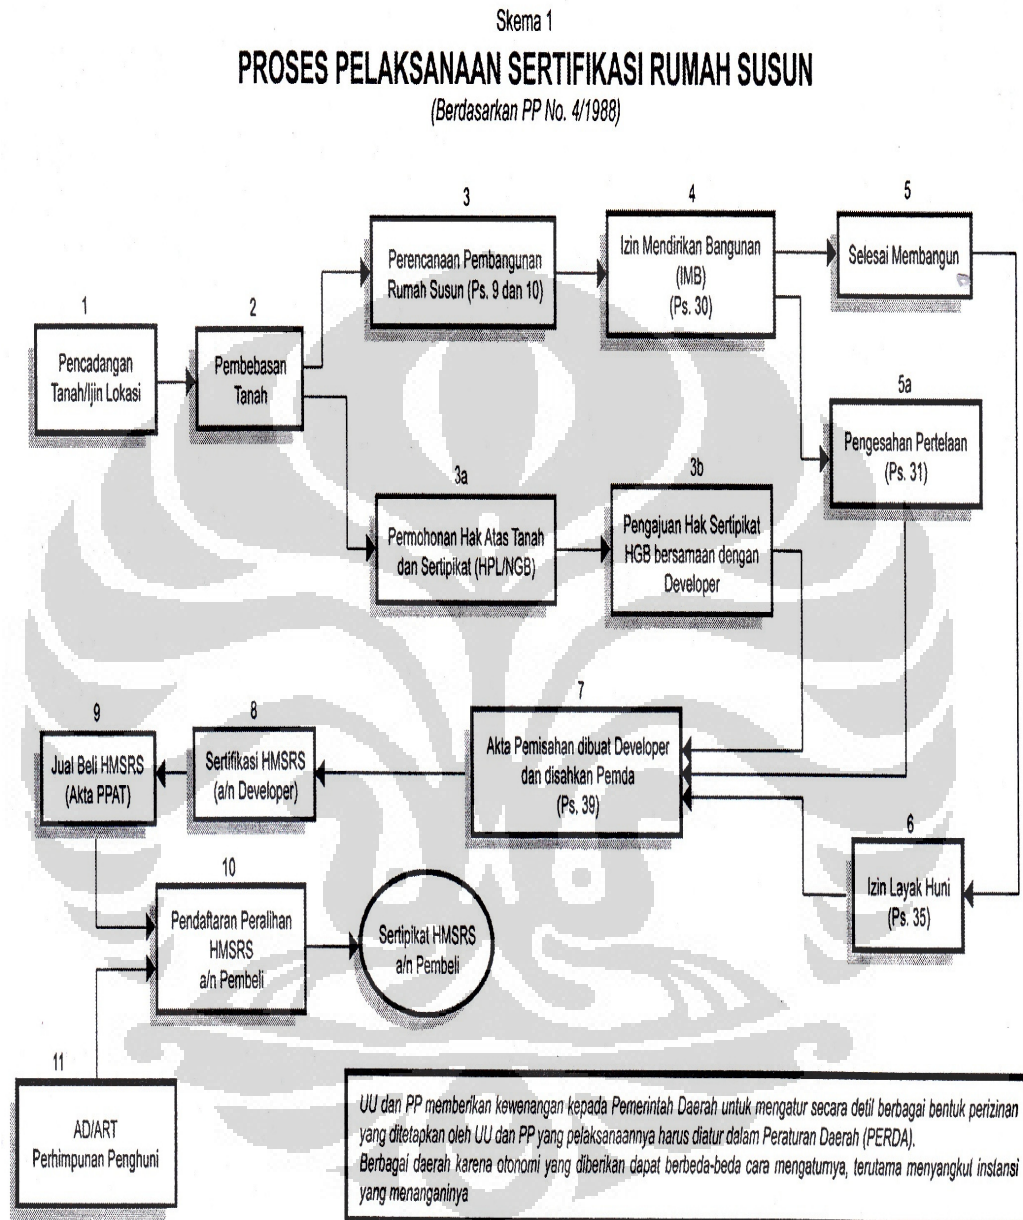 Skema 1
PROSES PELAKSANAAN SERTIFIKASI RUMAH SUSUN
(Berdasarkan PP No. 4/1988)
1
Pencadangan
Tanah/Ijin Lokasi
2
Pembebasan
Tanah
3
Perencanaan Pembangunan
Rumah Susun (Ps. 9 dan 10)
4
Izin Mendirikan Bangunan
(IMB)
(Ps. 30)
5
Selesai Membangun
5a
Pengesahan Pertelaan
(Ps. 31)
3a
Permohonan Hak Atas Tanah
dan Sertipikat (HPL/NGB)
3b
Pengajuan Hak Sertipikat
HGB bersamaan dengan
Developer
6
Izin Layak Huni
(Ps. 35)
7
Akta Pemisahan dibuat Developer
dan disahkan Pemda
(Ps. 39)
8
Sertifikasi HMSRS
(a/n Developer)
9
Jual Beli HMSRS
(Akta PPAT)
10
Pendaftaran Peralihan
HMSRS
a/n Pembeli
Sertipikat HMSRS
a/n Pembeli
11
AD/ART
Perhimpunan Penghuni
UU dan PP memberikan kewenangan kepada Pemerintah Daerah untuk mengatur secara detil berbagai bentuk perizinan
yang ditetapkan oleh UU dan PP yang pelaksanaannya harus diatur dalam Peraturan Daerah (PERDA).
Berbagai daerah karena otonomi yang diberikan dapat berbeda-beda cara mengaturnya, terutama menyangkut instansi
yang menanganinya